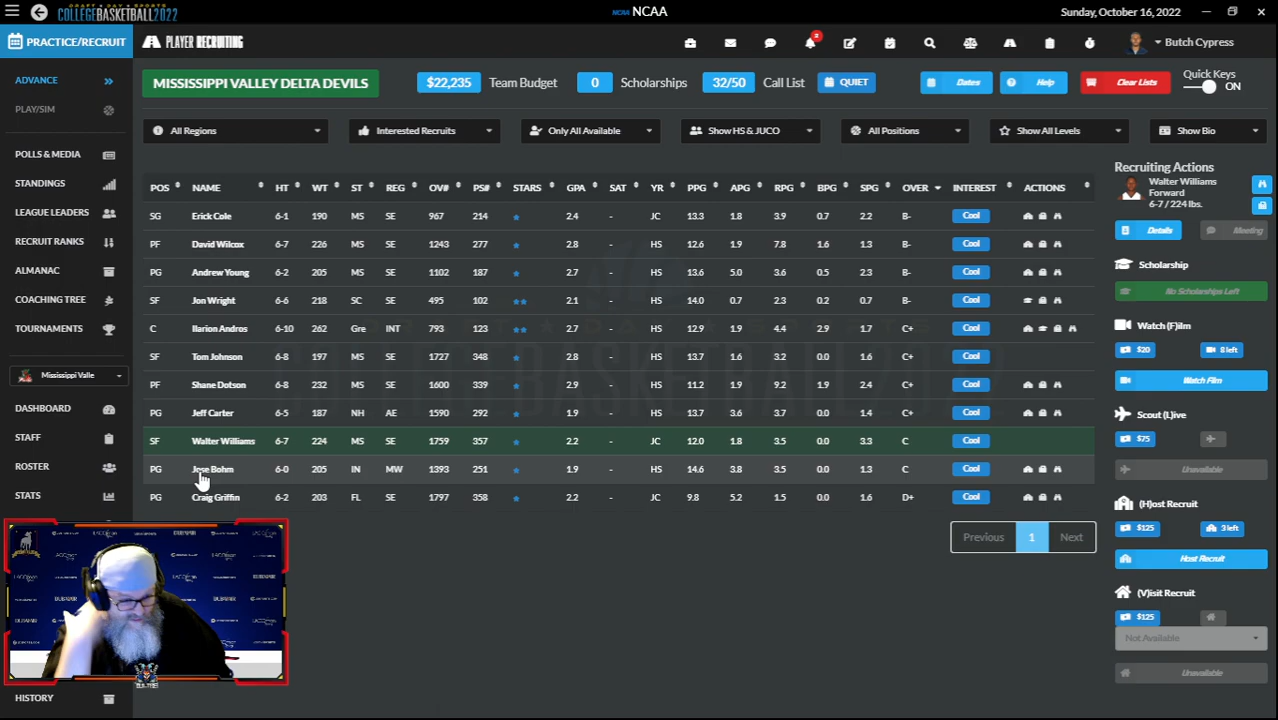 DRAFT DAY SPORTS
COLLEGE BASKETBALL 2022
NCAA NCAA
Sunday, October 16, 2022
PRACTICE/RECRUIT
PLAYER RECRUITING
2
Butch Cypress
ADVANCE
PLAY/SIM
POLLS & MEDIA
STANDINGS
LEAGUE LEADERS
RECRUIT RANKS
ALMANAC
COACHING TREE
TOURNAMENTS
Mississippi Valle
DASHBOARD
STAFF
ROSTER
STATS
HISTORY
MISSISSIPPI VALLEY DELTA DEVILS
$22,235 Team Budget 0 Scholarships 32/50 Call List QUIET
Dates Help Clear Lists
Quick Keys
ON
All Regions Interested Recruits Only All Available Show HS & JUCO All Positions Show All Levels Show Bio
POS NAME HT WT ST REG OV# PS# STARS GPA SAT YR PPG APG RPG BPG SPG OVER INTEREST ACTIONS
SG Erick Cole 6-1 190 MS SE 967 214 2.4 - JC 13.3 1.8 3.9 0.7 2.2 B- Cool
PF David Wilcox 6-7 226 MS SE 1243 277 2.8 - HS 12.6 1.9 7.8 1.6 1.3 B- Cool
PG Andrew Young 6-2 205 MS SE 1102 187 2.7 - HS 13.6 5.0 3.6 0.5 2.3 B- Cool
SF Jon Wright 6-6 218 SC SE 495 102 2.1 - HS 14.0 0.7 2.3 0.2 0.7 B- Cool
C Ilarion Andros 6-10 262 Gre INT 793 123 2.7 - HS 12.9 1.9 4.4 2.9 1.7 C+ Cool
SF Tom Johnson 6-8 197 MS SE 1727 348 2.8 - HS 13.7 1.6 3.2 0.0 1.6 C+ Cool
PF Shane Dotson 6-8 232 MS SE 1600 339 2.9 - HS 11.2 1.9 9.2 1.9 2.4 C+ Cool
PG Jeff Carter 6-5 187 NH AE 1590 292 1.9 - HS 13.7 3.6 3.7 0.0 1.4 C+ Cool
SF Walter Williams 6-7 224 MS SE 1759 357 2.2 - JC 12.0 1.8 3.5 0.0 3.3 C Cool
PG Jose Bohm 6-0 205 IN MW 1393 251 1.9 - HS 14.6 3.8 3.5 0.0 1.3 C Cool
PG Craig Griffin 6-2 203 FL SE 1797 358 2.2 - JC 9.8 5.2 1.5 0.0 1.6 D+ Cool
Previous 1 Next
Recruiting Actions
Walter Williams
Forward
6-7 / 224 lbs.
Details Meeting
Scholarship
No Scholarships Left
Watch (F)ilm
$20 8 left
Watch Film
Scout (L)ive
$75
Unavailable
(H)ost Recruit
$125 3 left
Host Recruit
(V)isit Recruit
$125
Not Available
Unavailable